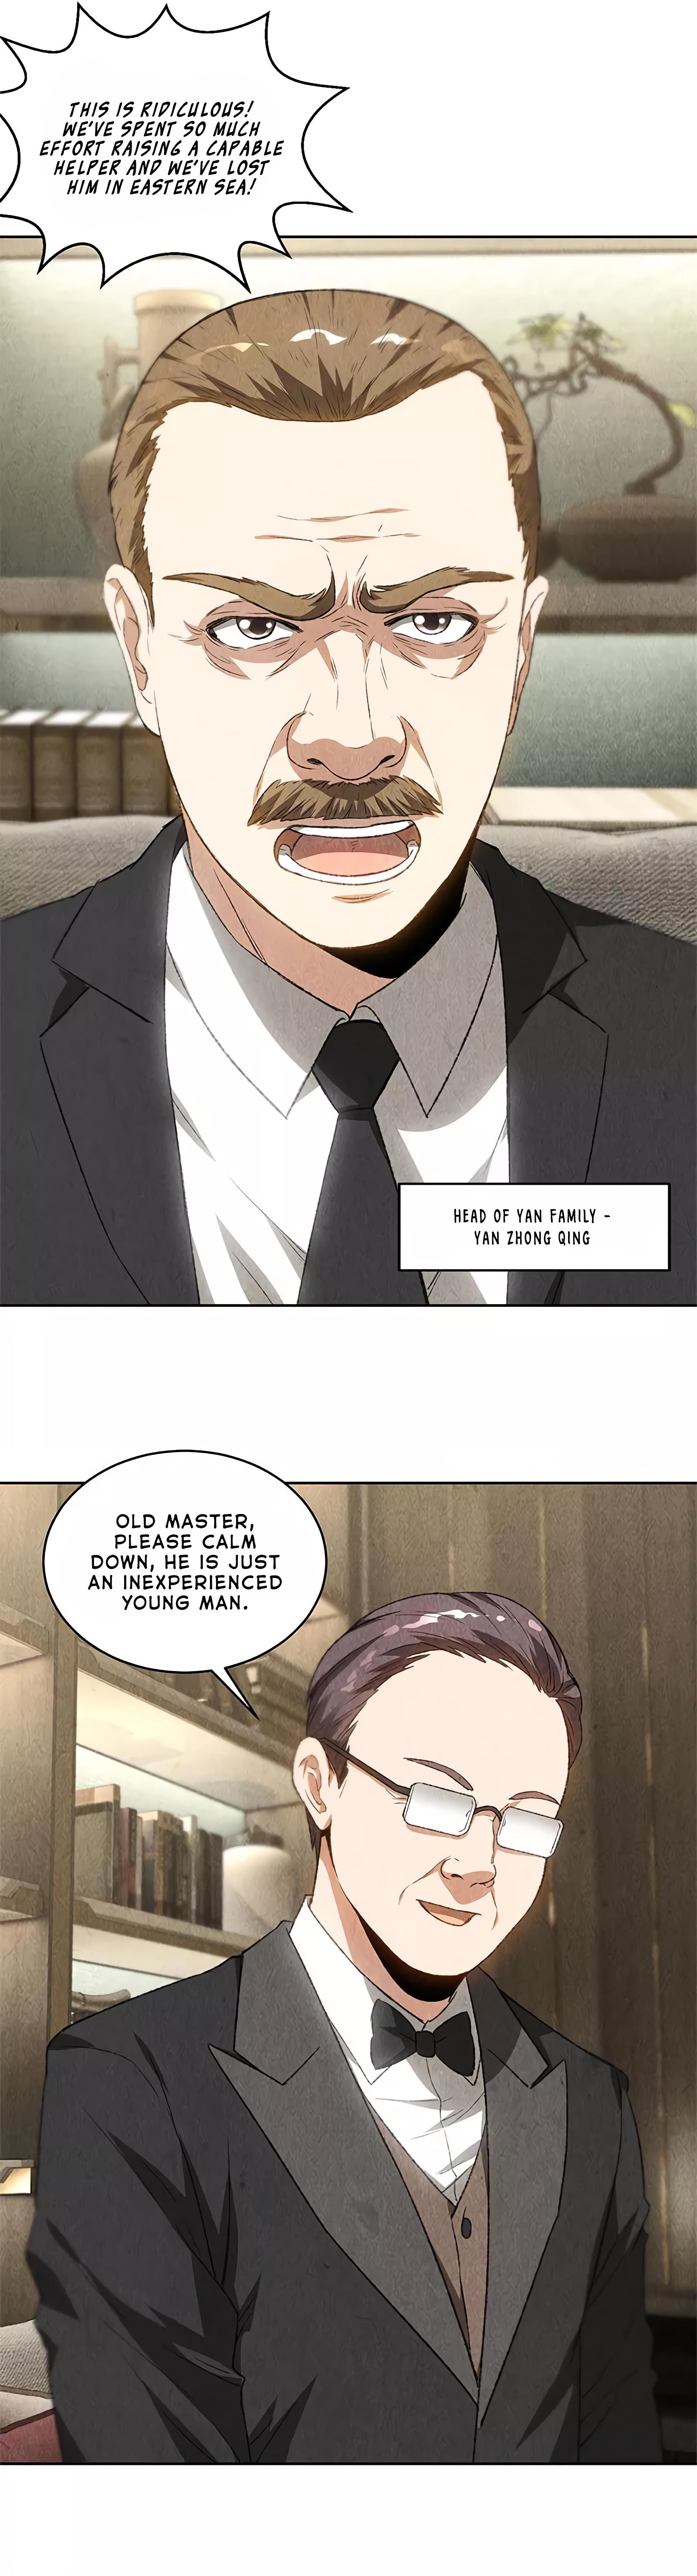 THIS IS RIDICULOUS!
WE'VE SPENT SO MUCH
EFFORT RAISING A CAPABLE
HELPER AND WE'VE LOST
HIM IN EASTERN SEA!
HEAD OF YAN FAMILY -
YAN ZHONG QING
OLD MASTER,
PLEASE CALM
DOWN, HE IS JUST
AN INEXPERIENCED
YOUNG MAN.